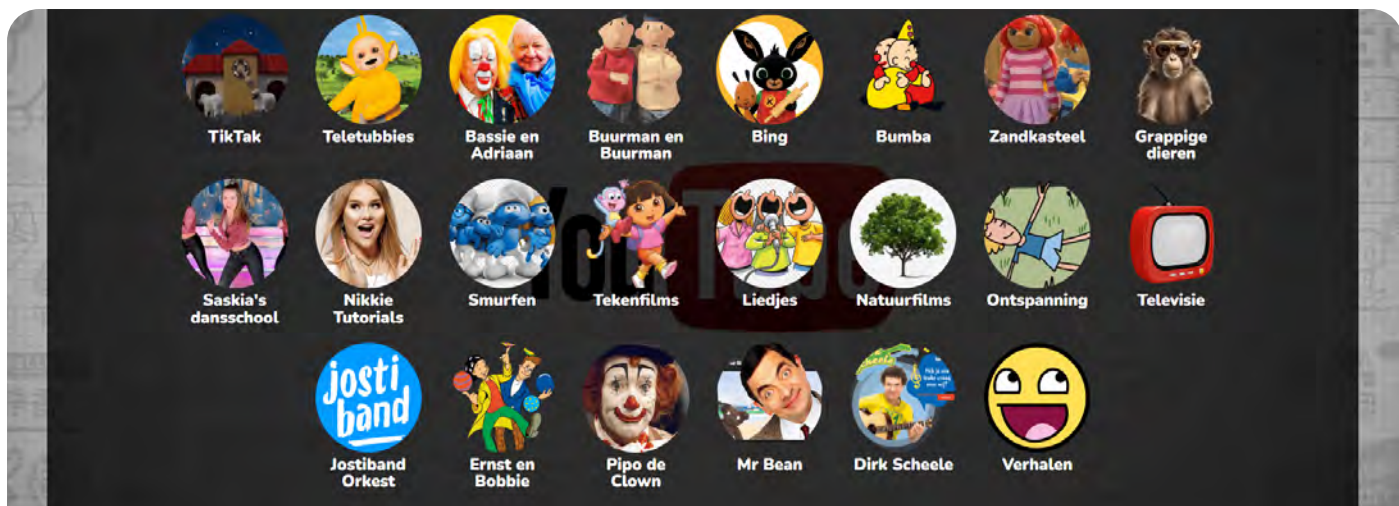 TikTak
Teletubbies
Bassie en
Adriaan
Buurman en
Buurman
Bing
Bumba
Zandkasteel
Grappige
dieren
YouTube
Saskia's
dansschool
Nikkie
Tutorials
Smurfen
Tekenfilms
Liedjes
Natuurfilms
Ontspanning
Televisie
josti
band
Jostiband
Orkest
Ernst en
Bobbie
Pipo de
Clown
Mr Bean
Dirk Scheele
Verhalen